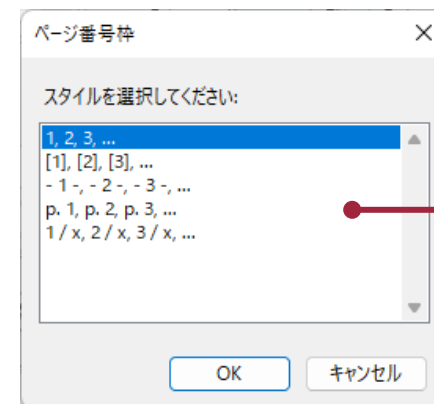 ページ番号枠
スタイルを選択してください:
1, 2, 3, ...
[1], [2], [3], ...
- 1 -, - 2 -, - 3 -, ...
p. 1, p. 2, p. 3, ...
1 / x, 2 / x, 3 / x, ...
OK キャンセル